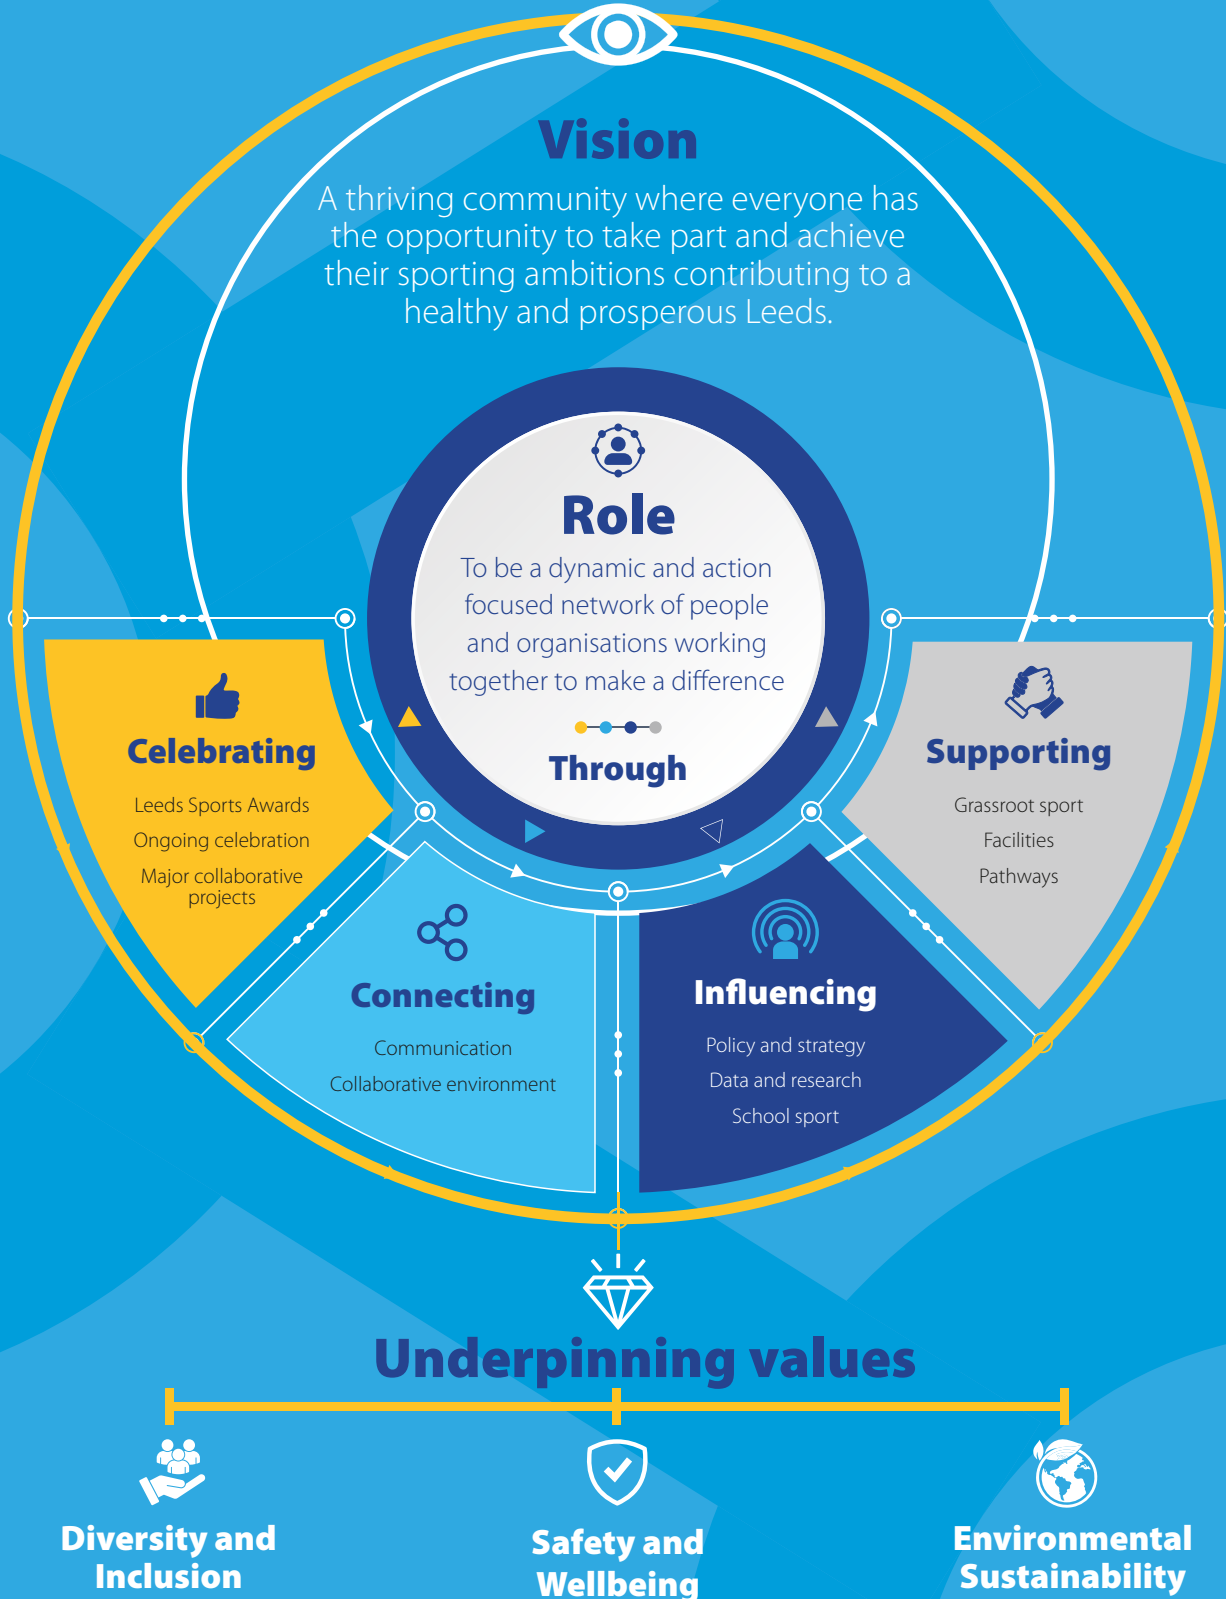 Vision
A thriving community where everyone has
the opportunity to take part and achieve
their sporting ambitions contributing to a
healthy and prosperous Leeds.
Role
To be a dynamic and action
focused network of people
and organisations working
together to make a difference
Through
Celebrating
Leeds Sports Awards
Ongoing celebration
Major collaborative
projects
Connecting
Communication
Collaborative environment
Influencing
Policy and strategy
Data and research
School sport
Supporting
Grassroot sport
Facilities
Pathways
Underpinning values
Diversity and
Inclusion
Safety and
Wellbeing
Environmental
Sustainability